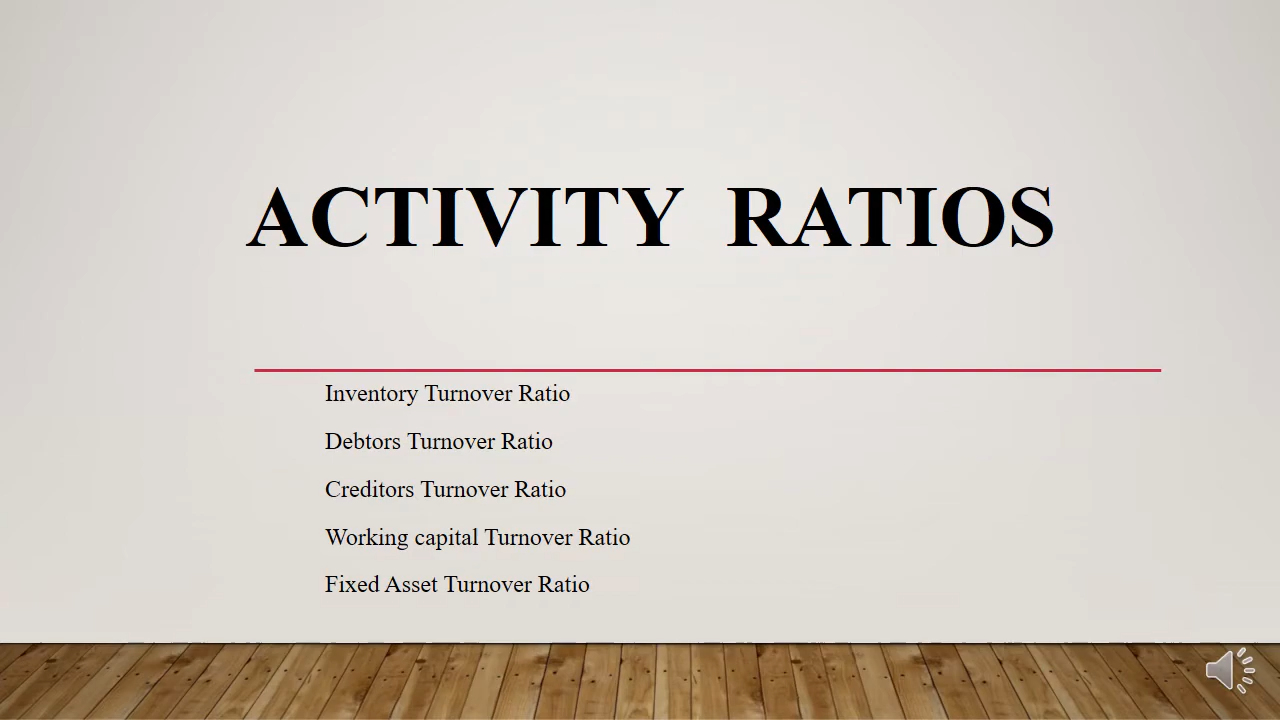 ACTIVITY RATIOS
Inventory Turnover Ratio
Debtors Turnover Ratio
Creditors Turnover Ratio
Working capital Turnover Ratio
Fixed Asset Turnover Ratio